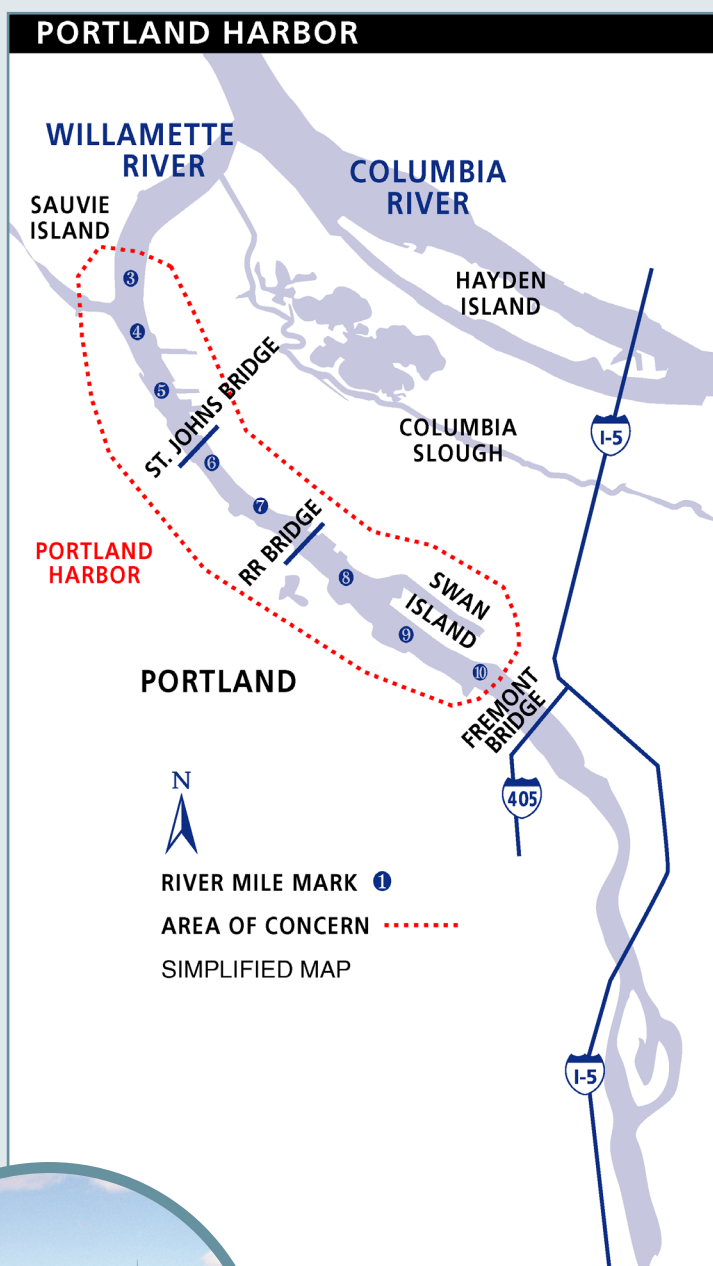 PORTLAND HARBOR
WILLAMETTE
RIVER
COLUMBIA
RIVER
SAUVIE
ISLAND
HAYDEN
ISLAND
3
4
5
ST. JOHNS BRIDGE
I-5
COLUMBIA
SLOUGH
6
7
RR BRIDGE
PORTLAND
HARBOR
8
SWAN
ISLAND
9
10
PORTLAND
FREMONT
BRIDGE
N
405
RIVER MILE MARK 1
AREA OF CONCERN
SIMPLIFIED MAP
I-5